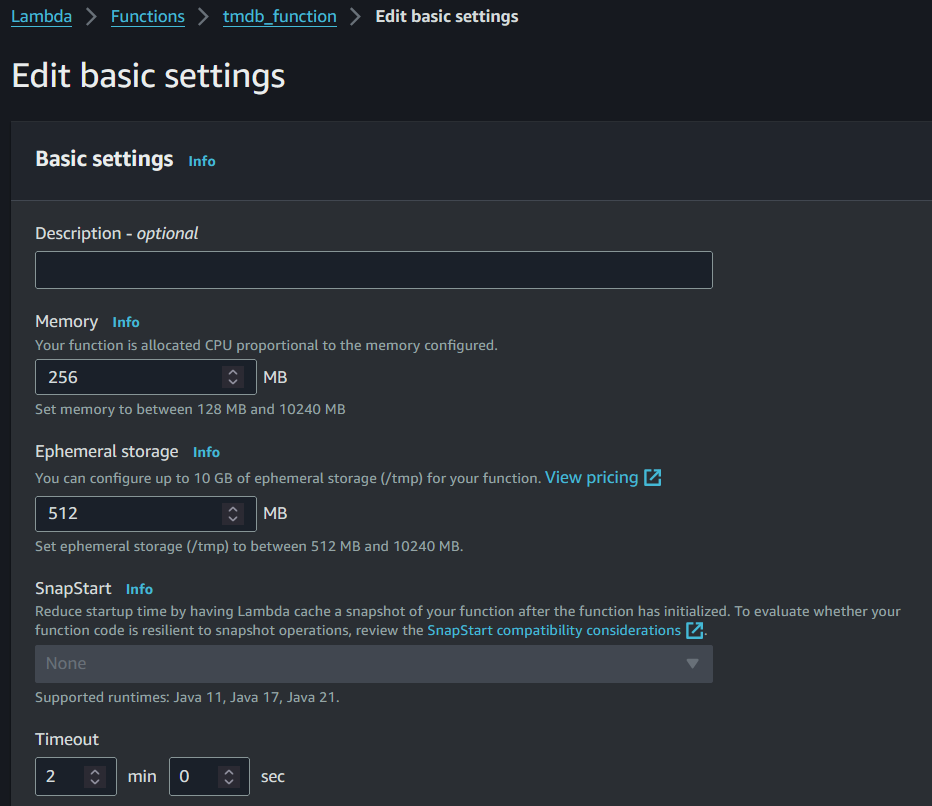 Lambda > Functions > tmdb_function > Edit basic settings
Edit basic settings
Basic settings Info
Description - optional
Memory Info
Your function is allocated CPU proportional to the memory configured.
256 MB
Set memory to between 128 MB and 10240 MB
Ephemeral storage Info
You can configure up to 10 GB of ephemeral storage (/tmp) for your function. View pricing
512 MB
Set ephemeral storage (/tmp) to between 512 MB and 10240 MB.
SnapStart Info
Reduce startup time by having Lambda cache a snapshot of your function after the function has initialized. To evaluate whether your
function code is resilient to snapshot operations, review the SnapStart compatibility considerations .
None
Supported runtimes: Java 11, Java 17, Java 21.
Timeout
2 min 0 sec